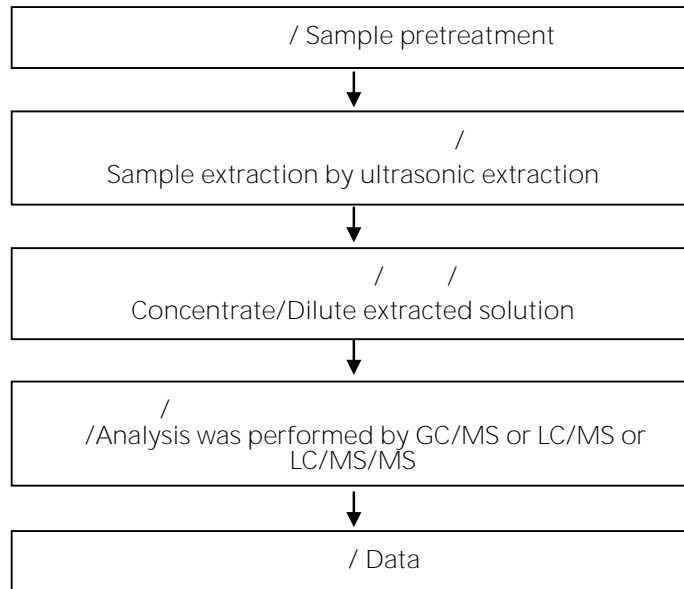 / Sample pretreatment
/
Sample extraction by ultrasonic extraction
/ /
Concentrate/Dilute extracted solution
/
/Analysis was performed by GC/MS or LC/MS or
LC/MS/MS
/ Data